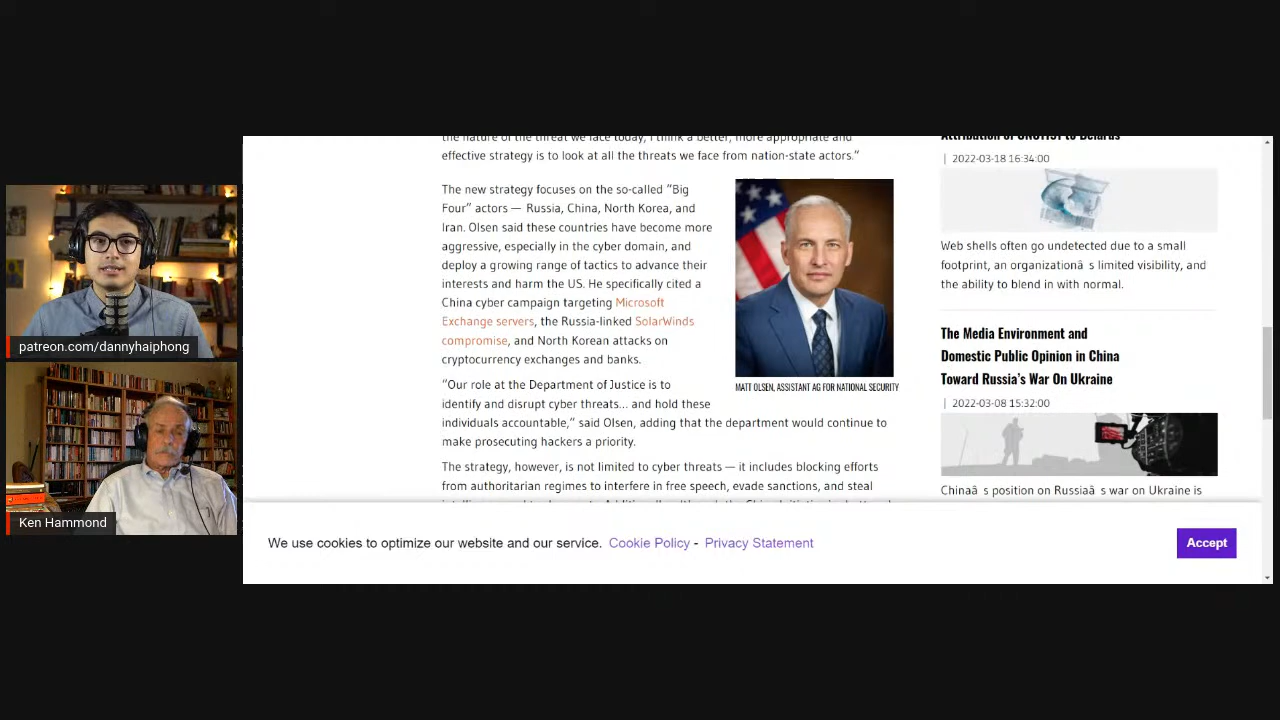 patreon.com/dannyhaiphong
Ken Hammond
the nature of the threat we face today, I think a better, more appropriate and
effective strategy is to look at all the threats we face from nation-state actors.”
The new strategy focuses on the so-called “Big
Four” actors — Russia, China, North Korea, and
Iran. Olsen said these countries have become more
aggressive, especially in the cyber domain, and
deploy a growing range of tactics to advance their
interests and harm the US. He specifically cited a
China cyber campaign targeting Microsoft
Exchange servers, the Russia-linked SolarWinds
compromise, and North Korean attacks on
cryptocurrency exchanges and banks.
MATT OLSEN, ASSISTANT AG FOR NATIONAL SECURITY
“Our role at the Department of Justice is to
identify and disrupt cyber threats… and hold these
individuals accountable,” said Olsen, adding that the department would continue to
make prosecuting hackers a priority.
The strategy, however, is not limited to cyber threats — it includes blocking efforts
from authoritarian regimes to interfere in free speech, evade sanctions, and steal
Attribution of UNC1151 to Belarus
| 2022-03-18 16:34:00
Web shells often go undetected due to a small
footprint, an organizationâ s limited visibility, and
the ability to blend in with normal.
The Media Environment and
Domestic Public Opinion in China
Toward Russia’s War On Ukraine
| 2022-03-08 15:32:00
Chinaâ s position on Russiaâ s war on Ukraine is
We use cookies to optimize our website and our service. Cookie Policy - Privacy Statement
Accept